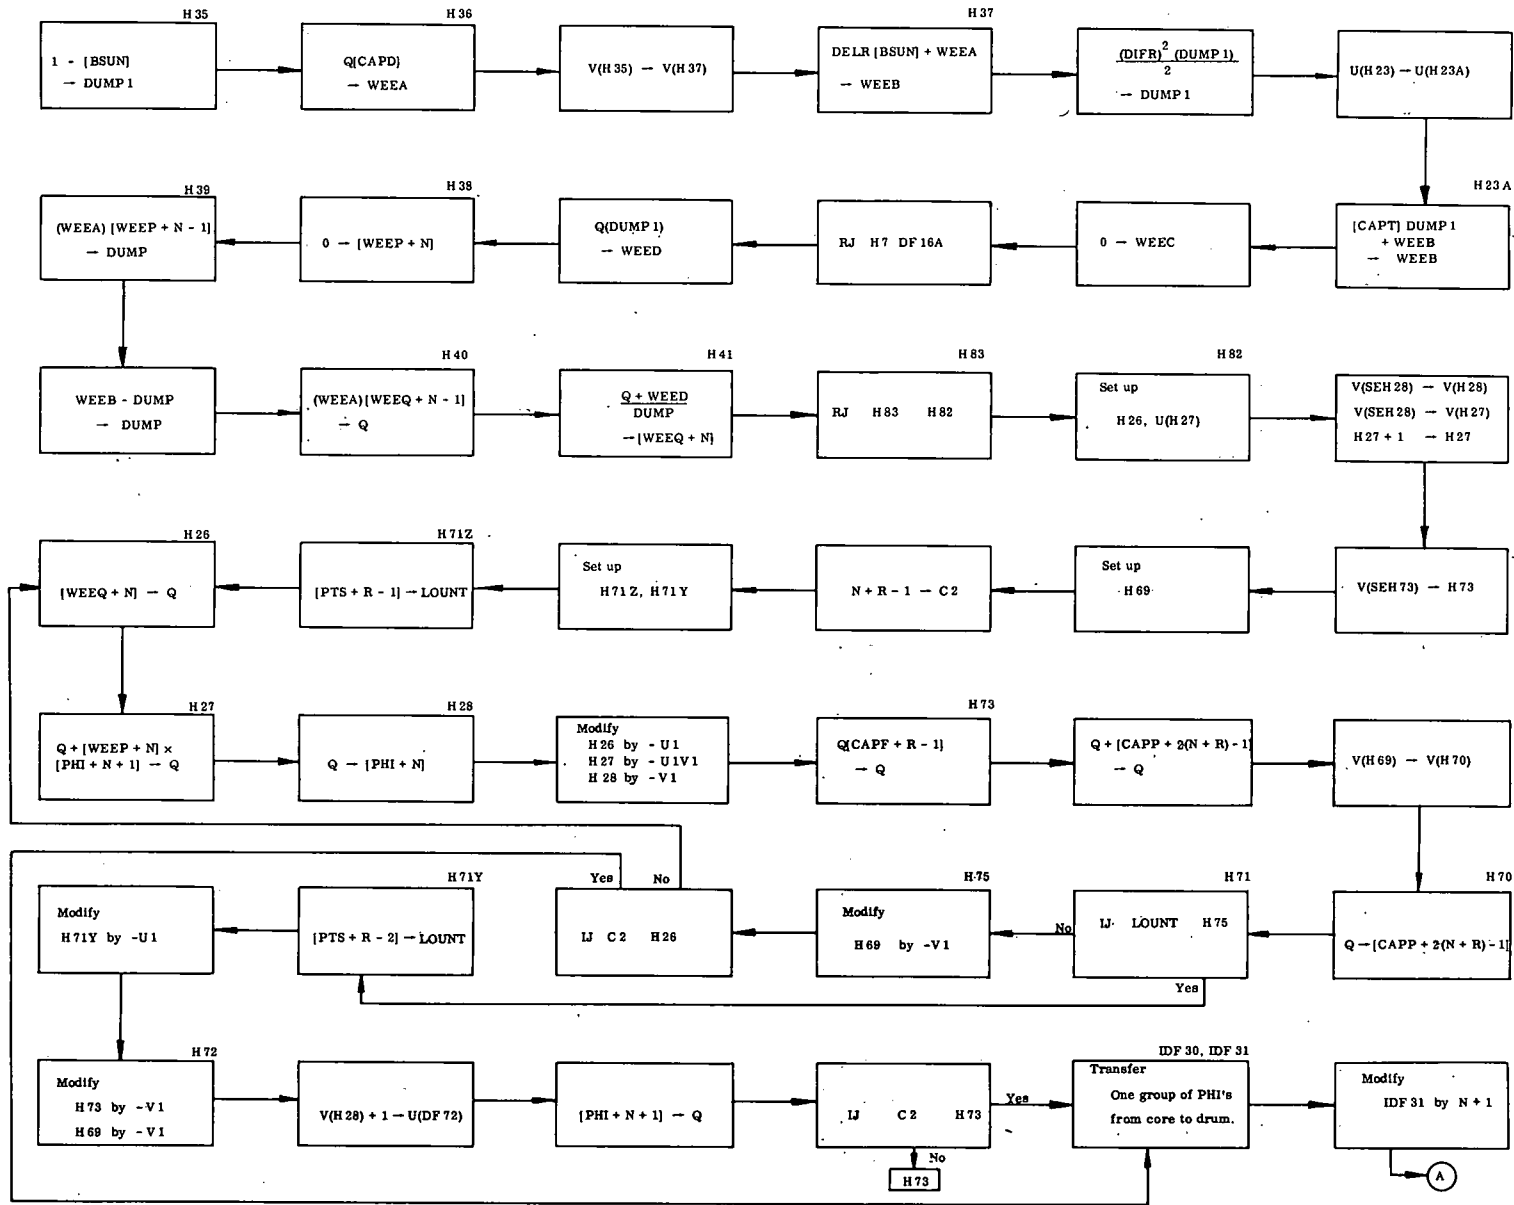 H 35
1 - [BSUN]
→ DUMP 1
H 36
Q[CAPD]
→ WEEA
V(H 35) → V(H 37)
H 37
DELR [BSUN] + WEEA
→ WEEB
(DIFR)² (DUMP 1)
2
→ DUMP 1
U(H 23) → U(H 23A)
H 23 A
[CAPT] DUMP 1
+ WEEB
→ WEEB
0 → WEEC
RJ H 7 DF 16A
Q(DUMP 1)
→ WEED
H 38
0 → [WEEP + N]
H 39
(WEEA) [WEEP + N - 1]
→ DUMP
WEEB - DUMP
→ DUMP
H 40
(WEEA) [WEEQ + N - 1]
→ Q
H 41
Q + WEED
DUMP
→ [WEEQ + N]
H 83
RJ H 83 H 82
H 82
Set up
H 26, U(H 27)
V(SEH 28) → V(H 28)
V(SEH 28) → V(H 27)
H 27 + 1 → H 27
V(SEH 73) → H 73
Set up
H 69
N + R - 1 → C 2
Set up
H 71 Z, H 71 Y
H 71Z
[PTS + R - 1] → LOUNT
H 26
[WEEQ + N] → Q
H 27
Q + [WEEP + N] ×
[PHI + N + 1] → Q
H 28
Q → [PHI + N]
Modify
H 26 by - U 1
H 27 by - U 1V 1
H 28 by - V 1
H 73
Q[CAPF + R - 1]
→ Q
Q + [CAPP + 2(N + R) - 1]
→ Q
V(H 69) → V(H 70)
H 70
Q → [CAPP + 2(N + R) - 1]
H 71
IJ LOUNT H 75
No
Yes
H 75
Modify
H 69 by - V 1
Yes No
IJ C 2 H 26
H 71Y
[PTS + R - 2] → LOUNT
Modify
H 71Y by - U 1
H 72
Modify
H 73 by - V 1
H 69 by - V 1
V(H 28) + 1 → U(DF 72)
[PHI + N + 1] → Q
IJ C 2 H 73
Yes
No
H 73
IDF 30, IDF 31
Transfer
One group of PHI's
from core to drum.
Modify
IDF 31 by N + 1
A